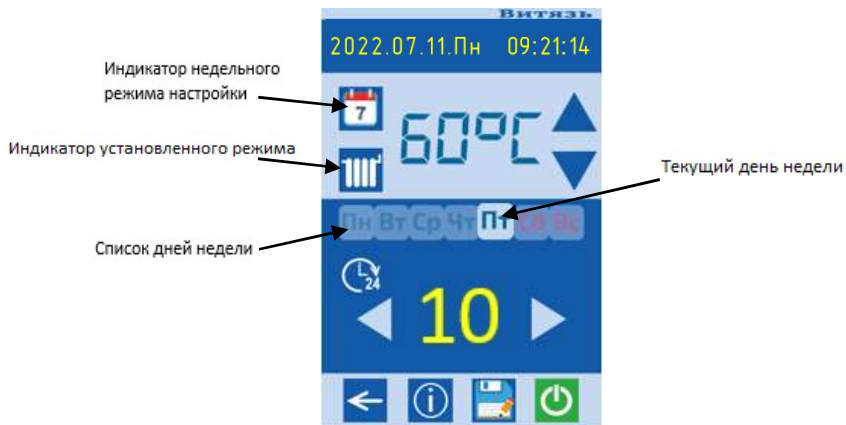 Витязь
2022.07.11.Пн 09:21:14
Индикатор недельного
режима настройки
7
60°C
Индикатор установленного режима
Текущий день недели
Пн Вт Ср Чт Пт Сб Вс
Список дней недели
24
10